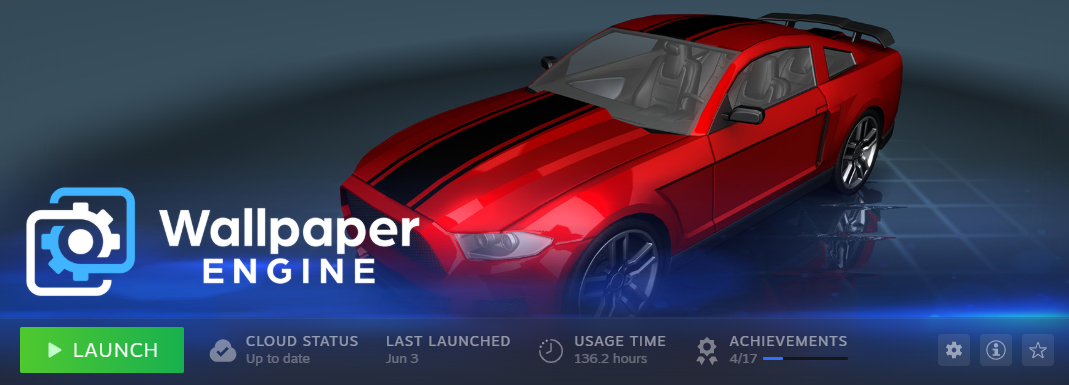 Wallpaper
ENGINE
LAUNCH
CLOUD STATUS
Up to date
LAST LAUNCHED
Jun 3
USAGE TIME
136.2 hours
ACHIEVEMENTS
4/17